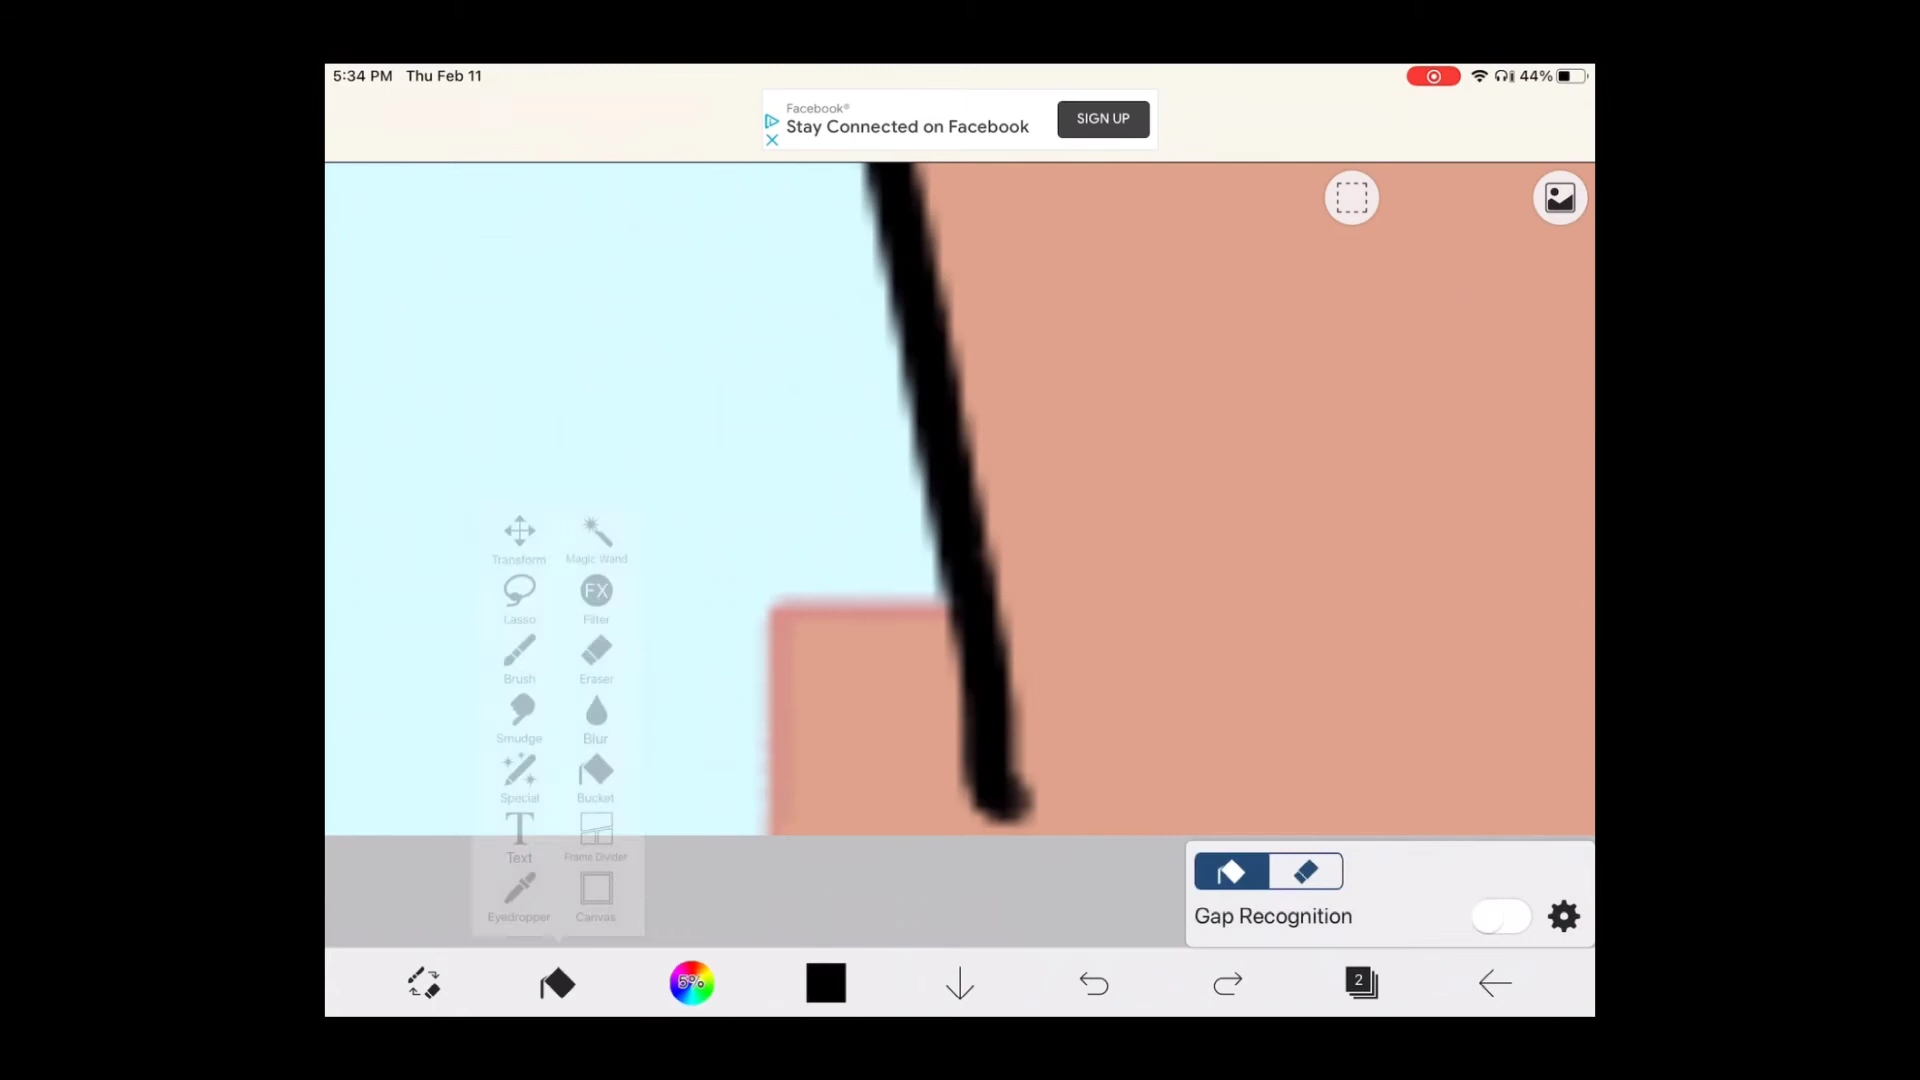 5:34 PM Thu Feb 11
44%
Facebook®
Stay Connected on Facebook
SIGN UP
Transform Magic Wand
FX
Lasso Filter
Brush Eraser
Smudge Blur
Special Bucket
T
Text Frame Divider
Eyedropper Canvas
Gap Recognition
5%
2